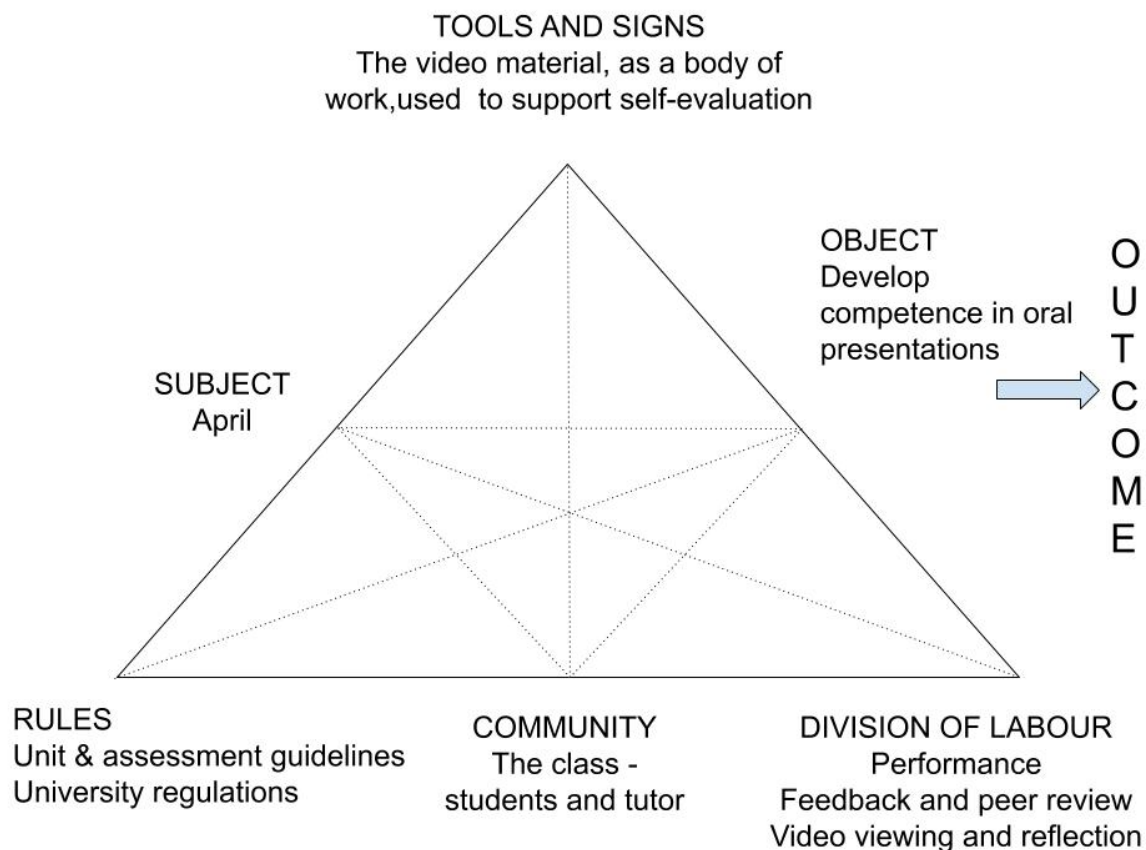 TOOLS AND SIGNS
The video material, as a body of
work,used  to support self-evaluation
OBJECT
Develop
competence in oral
presentations
OUTCOME
SUBJECT
April
RULES
Unit & assessment guidelines
University regulations
COMMUNITY
The class -
students and tutor
DIVISION OF LABOUR
Performance
Feedback and peer review
Video viewing and reflection